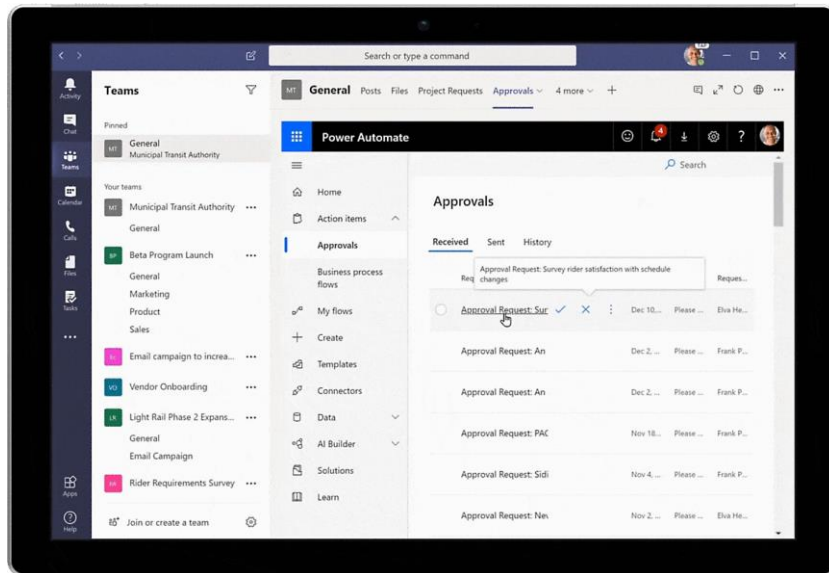 Search or type a command
Activity
Chat
Teams
Calendar
Calls
Files
Tasks
Apps
Help
Teams
Pinned
MT General
Municipal Transit Authority
Your teams
MT Municipal Transit Authority
General
BP Beta Program Launch
General
Marketing
Product
Sales
Email campaign to increa...
VO Vendor Onboarding
LR Light Rail Phase 2 Expans...
General
Email Campaign
Rider Requirements Survey
Join or create a team
MT General Posts Files Project Requests Approvals 4 more
Power Automate
4
?
Search
Home
Action items
Approvals
Business process
flows
My flows
Create
Templates
Connectors
Data
AI Builder
Solutions
Learn
Approvals
Received Sent History
Approval Request: Survey rider satisfaction with schedule
changes
Req Reques...
Approval Request: Sur Dec 10,... Please ... Elva He...
Approval Request: An Dec 2, ... Please ... Frank P...
Approval Request: An Dec 2, ... Please ... Frank P...
Approval Request: PAC Nov 18... Please ... Frank P...
Approval Request: Sidi Nov 4, ... Please ... Frank P...
Approval Request: Nev Nov 2, ... Please ... Elva He...